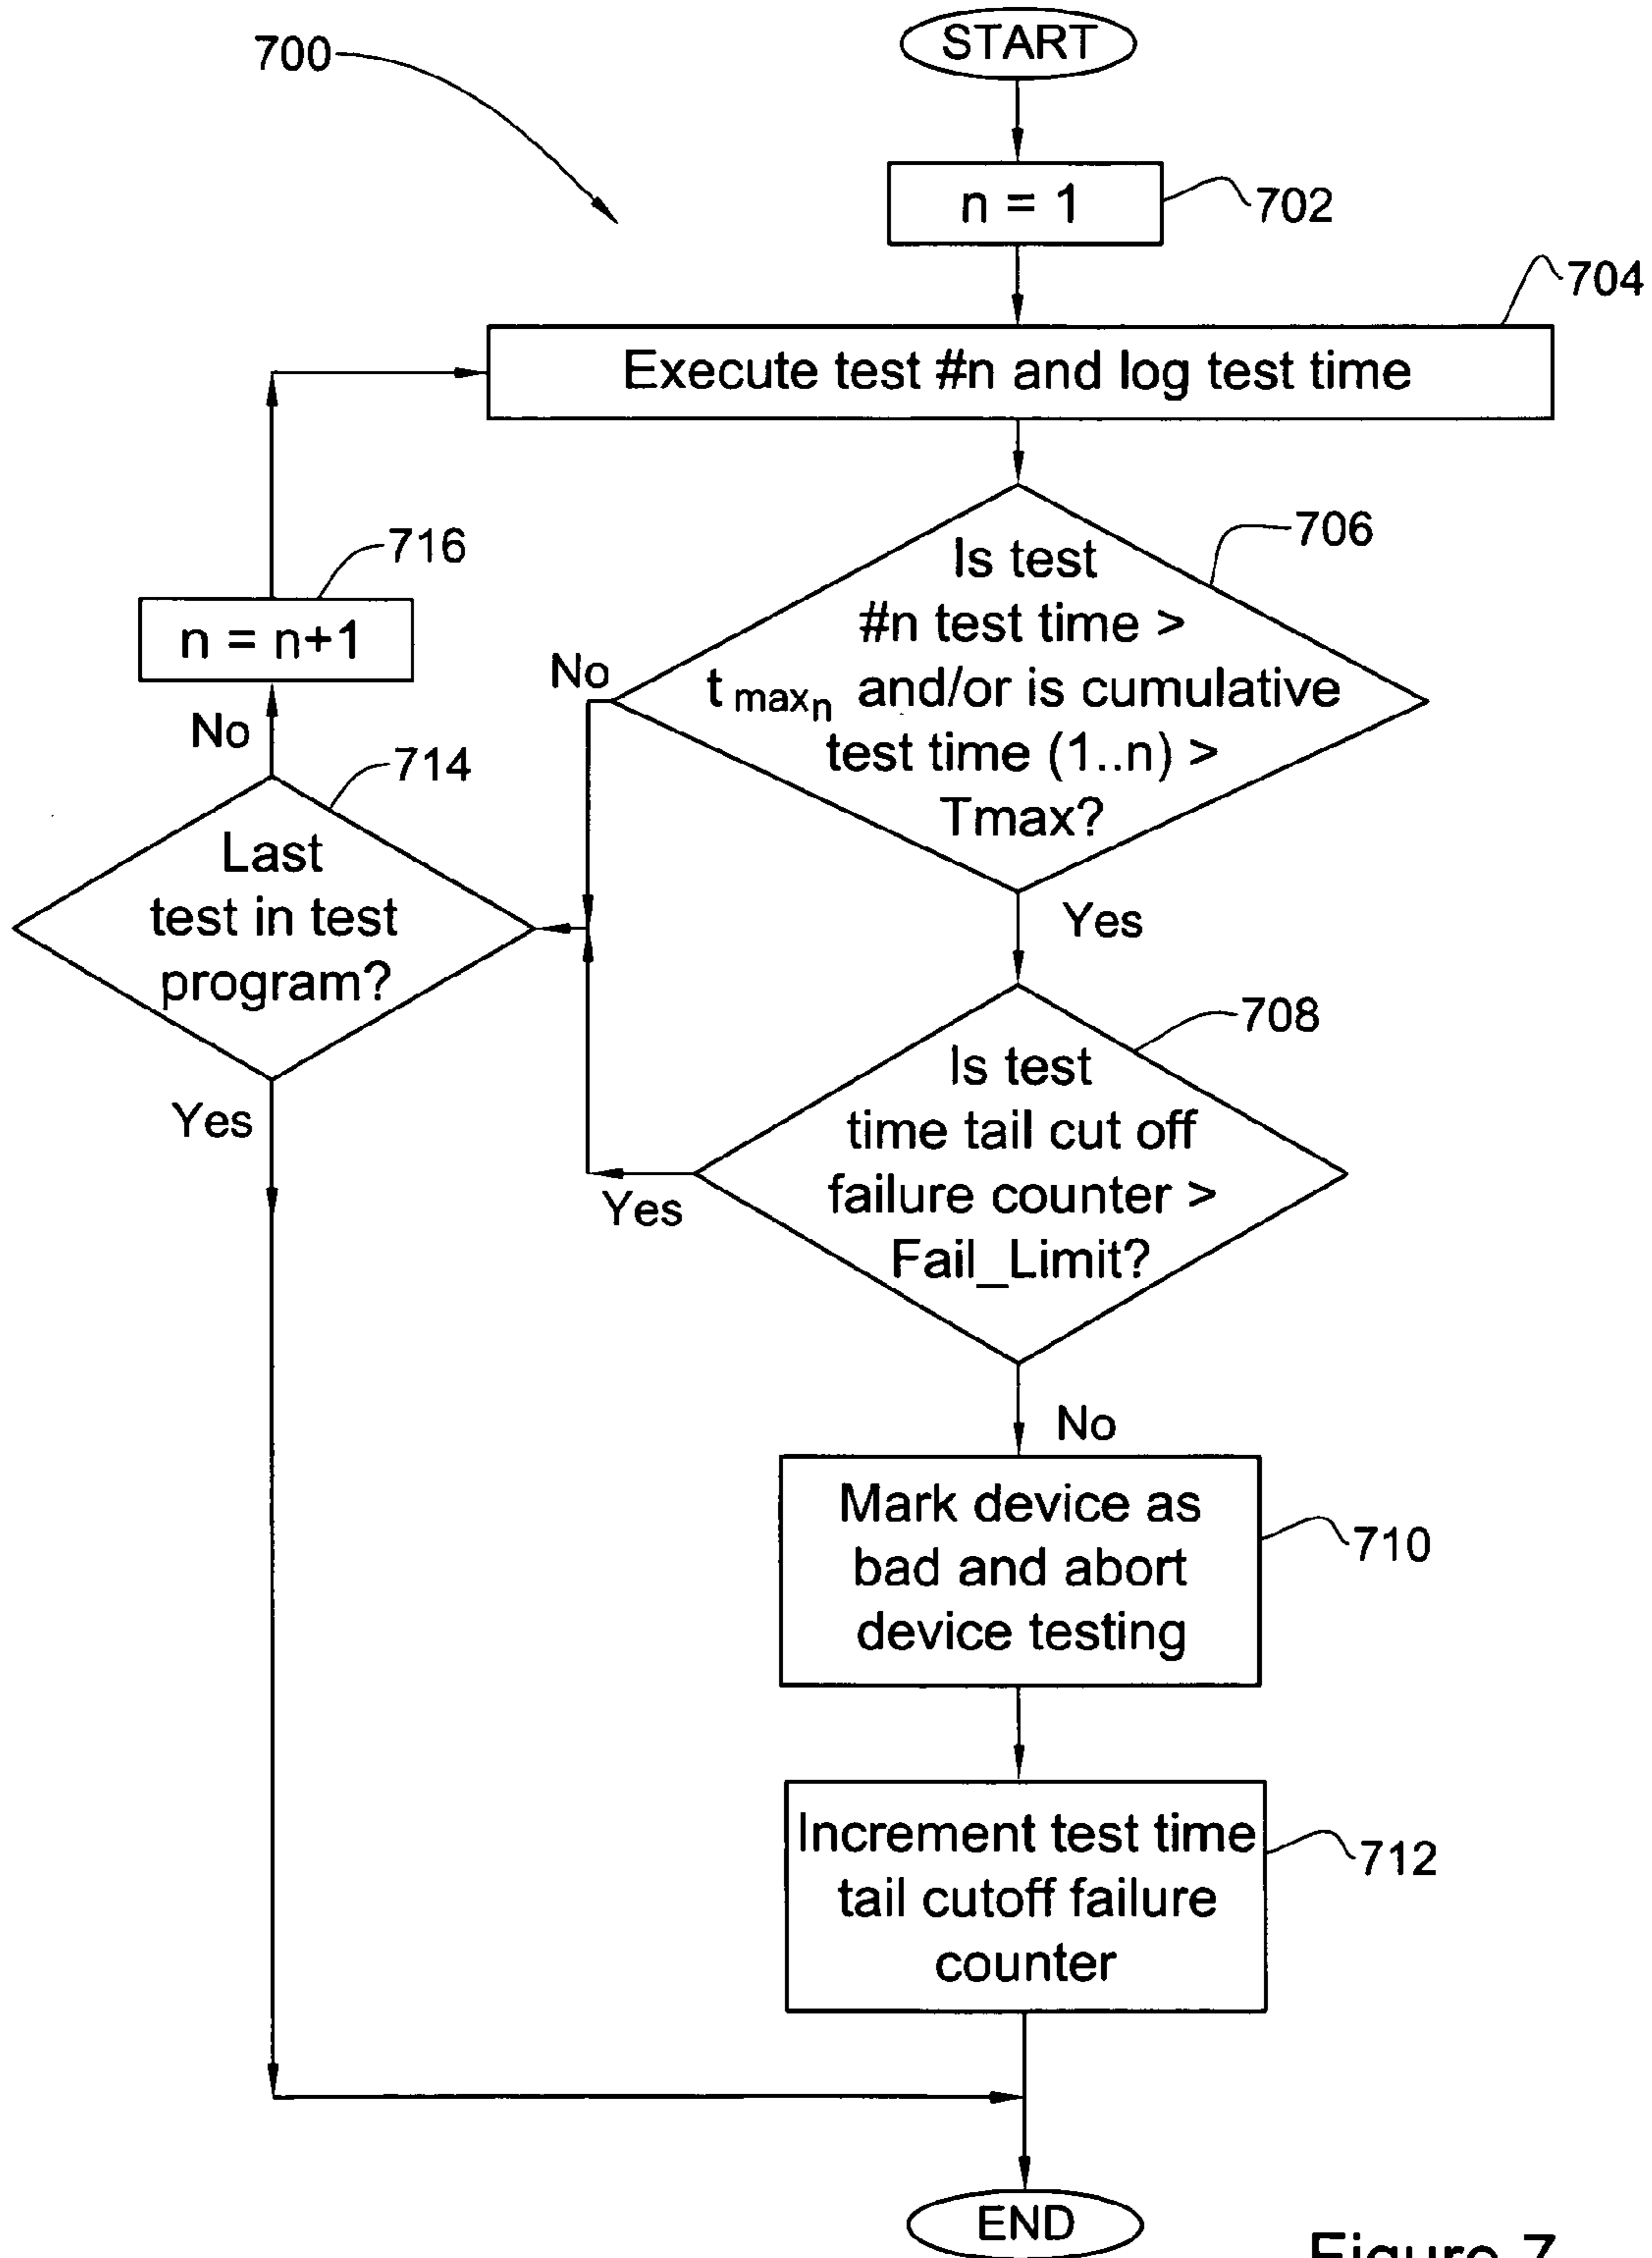 700
START
n = 1
702
704
Execute test #n and log test time
706
Is test
#n test time >
t maxn and/or is cumulative
test time (1..n) >
Tmax?
No
716
n = n+1
No
714
Last
test in test
program?
Yes
Yes
708
Is test
time tail cut off
failure counter >
Fail_Limit?
Yes
No
Mark device as
bad and abort
device testing
710
Increment test time
tail cutoff failure
counter
712
END
Figure 7